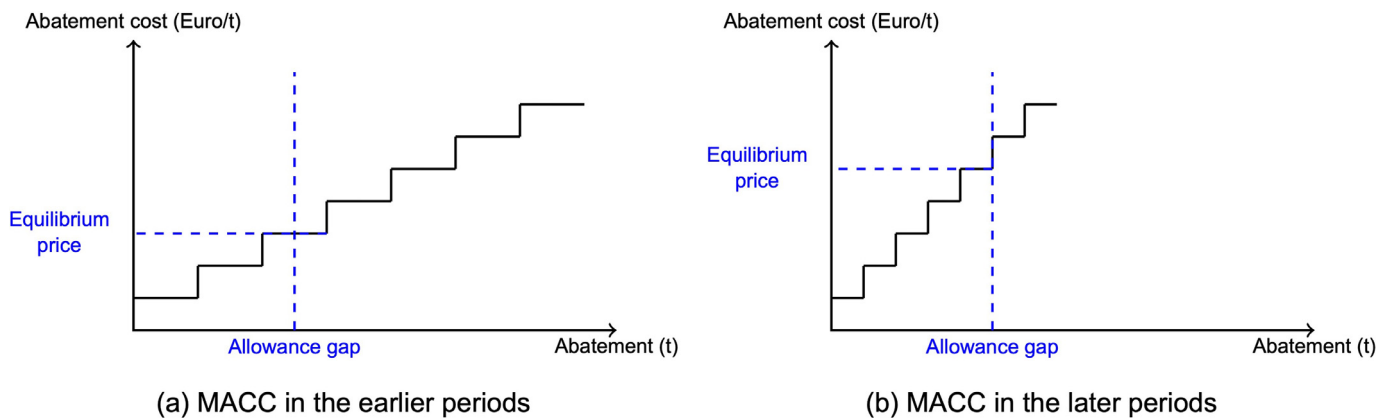 Abatement cost (Euro/t)
Equilibrium
price
Allowance gap
Abatement (t)
(a) MACC in the earlier periods
Abatement cost (Euro/t)
Equilibrium
price
Allowance gap
Abatement (t)
(b) MACC in the later periods